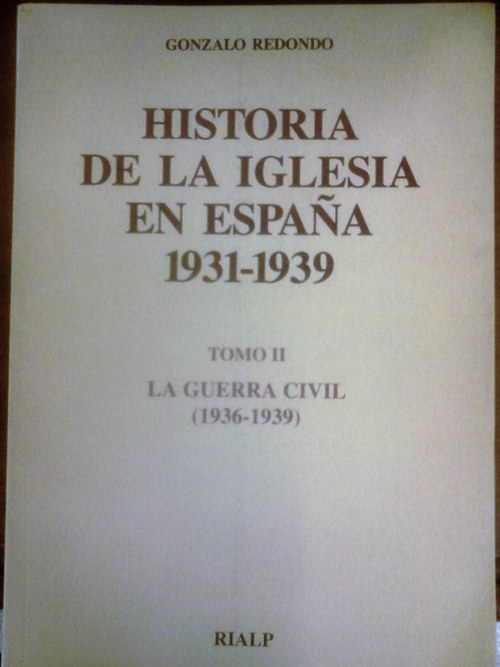 GONZALO REDONDO
HISTORIA
DE LA IGLESIA
EN ESPAÑA
1931-1939
TOMO II
LA GUERRA CIVIL
(1936-1939)
RIALP